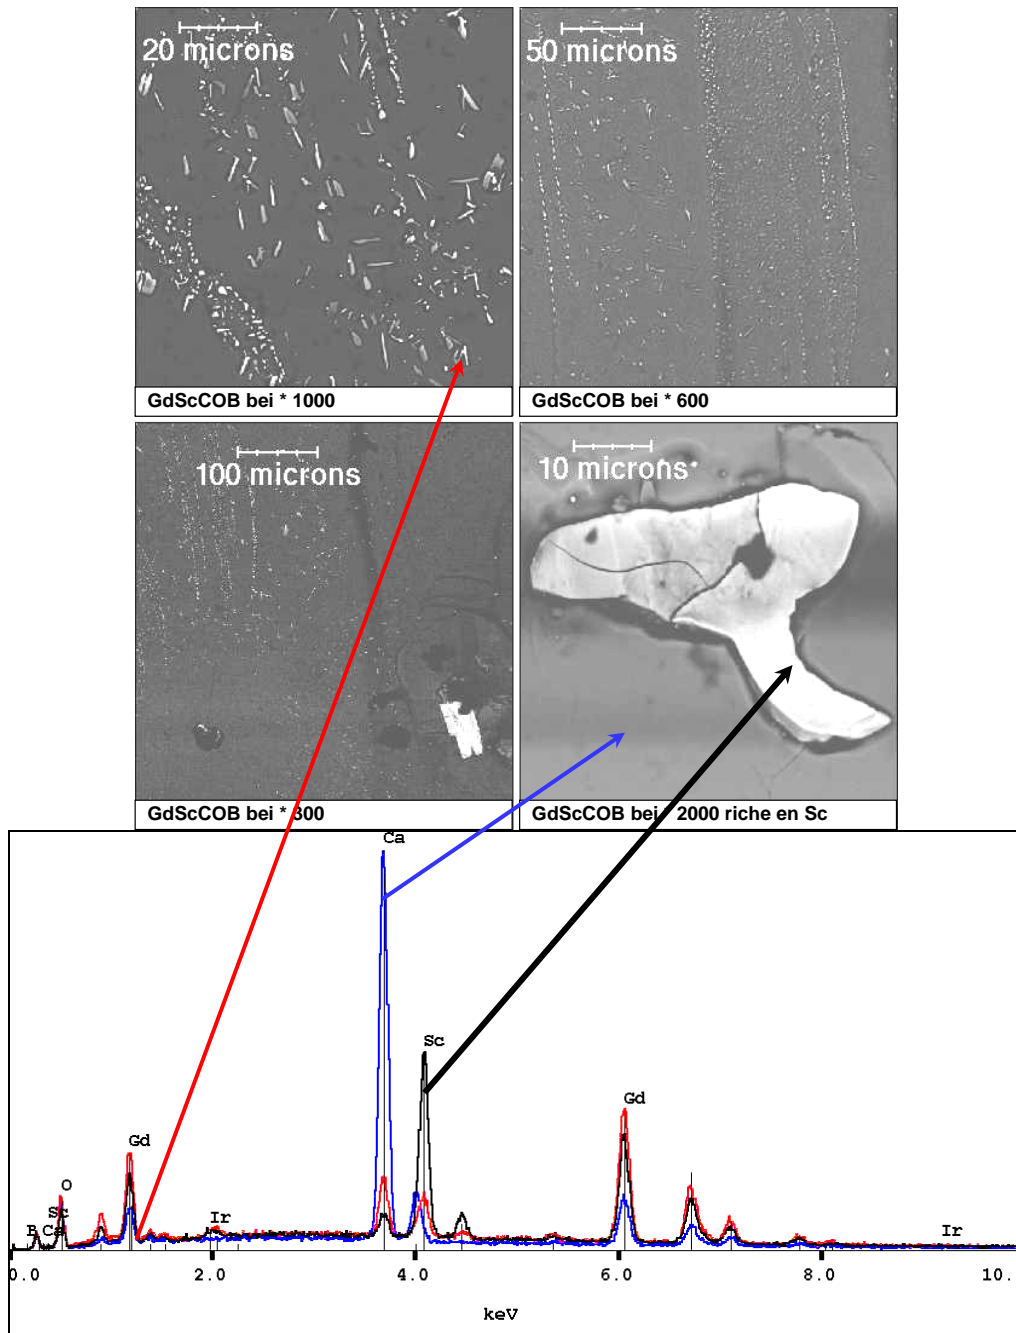 20 microns
50 microns
GdScCOB bei * 1000
GdScCOB bei * 600
100 microns
10 microns
GdScCOB bei * 300
GdScCOB bei * 2000 riche en Sc
Ca
Sc
Gd
Gd
O
Sc
Ir
B
Ca
Ir
0.0
2.0
4.0
6.0
8.0
10.
keV